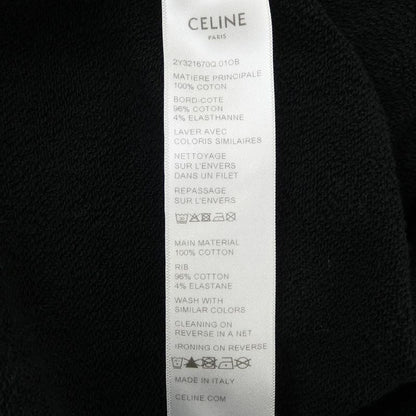 CELINE
PARIS
2Y321670Q.01OB
MATIERE PRINCIPALE
100% COTON
BORD-COTE
96% COTON
4% ELASTHANNE
LAVER AVEC
COLORIS SIMILAIRES
NETTOYAGE
SUR L'ENVERS
DANS UN FILET
REPASSAGE
SUR L'ENVERS
MAIN MATERIAL
100% COTTON
RIB
96% COTTON
4% ELASTANE
WASH WITH
SIMILAR COLORS
CLEANING ON
REVERSE IN A NET
IRONING ON REVERSE
MADE IN ITALY
CELINE.COM